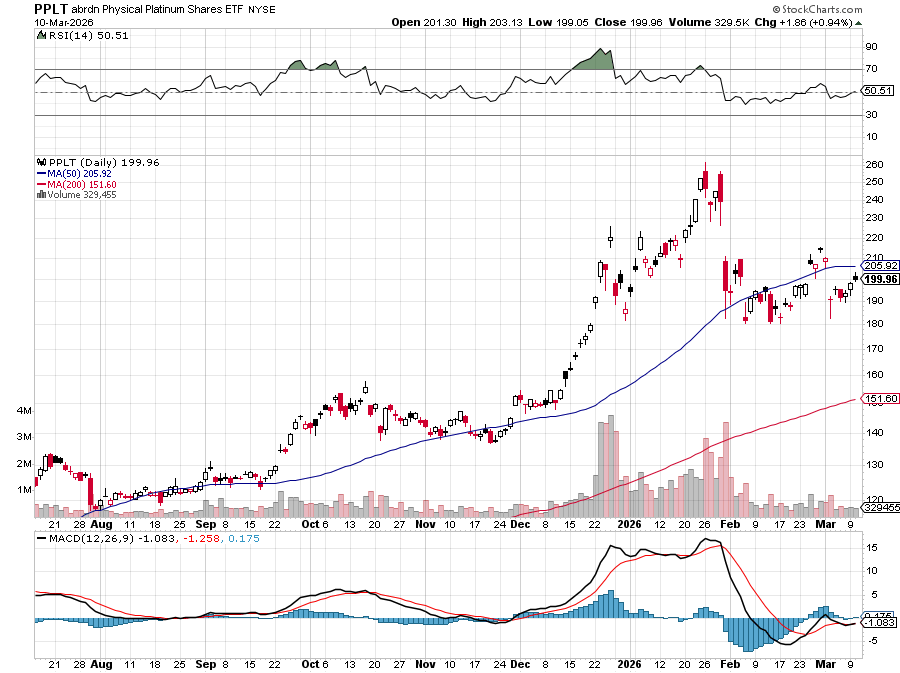 PPLT abrdn Physical Platinum Shares ETF NYSE
© StockCharts.com
10-Mar-2026
Open 201.30 High 203.13 Low 199.05 Close 199.96 Volume 329.5K Chg +1.86 (+0.94%)
RSI(14) 50.51
90
70
50.51
30
10
PPLT (Daily) 199.96
MA(50) 205.92
MA(200) 151.60
Volume 329,455
260
250
240
230
220
210
205.92
199.96
190
180
170
160
151.60
140
130
120
329455
4M
3M
2M
1M
21 28 Aug 11 18 25 Sep 8 15 22 Oct 6 13 20 27 Nov 10 17 24 Dec 8 15 22 2026 12 20 26 Feb 9 17 23 Mar 9
MACD(12,26,9) -1.083, -1.258, 0.175
15
10
5
0.175
-1.083
-5
21 28 Aug 11 18 25 Sep 8 15 22 Oct 6 13 20 27 Nov 10 17 24 Dec 8 15 22 2026 12 20 26 Feb 9 17 23 Mar 9